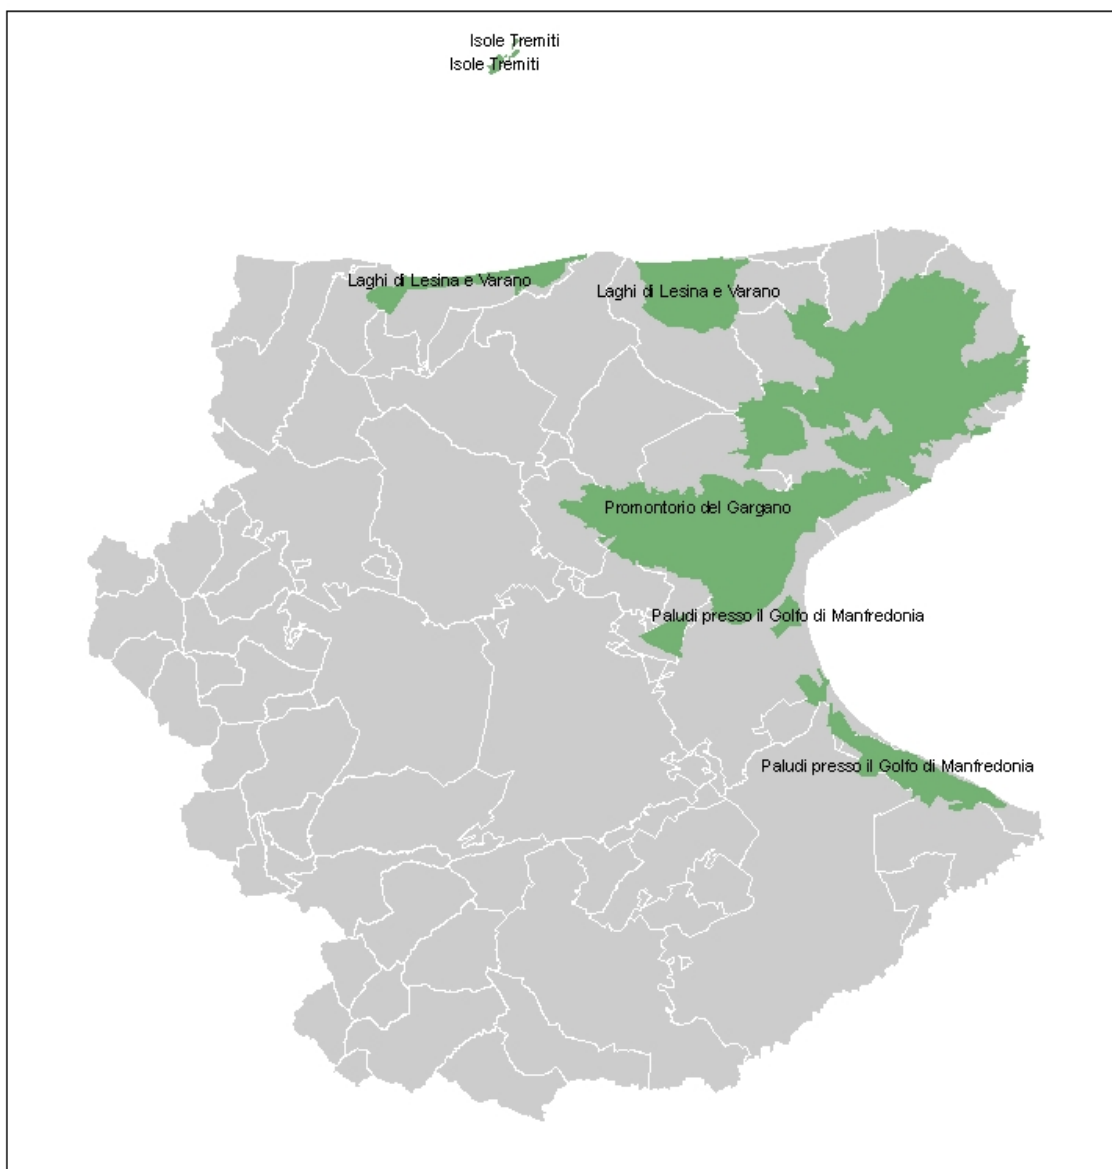 Isole Tremiti
Isole Tremiti
Laghi di Lesina e Varano
Laghi di Lesina e Varano
Promontorio del Gargano
Paludi presso il Golfo di Manfredonia
Paludi presso il Golfo di Manfredonia